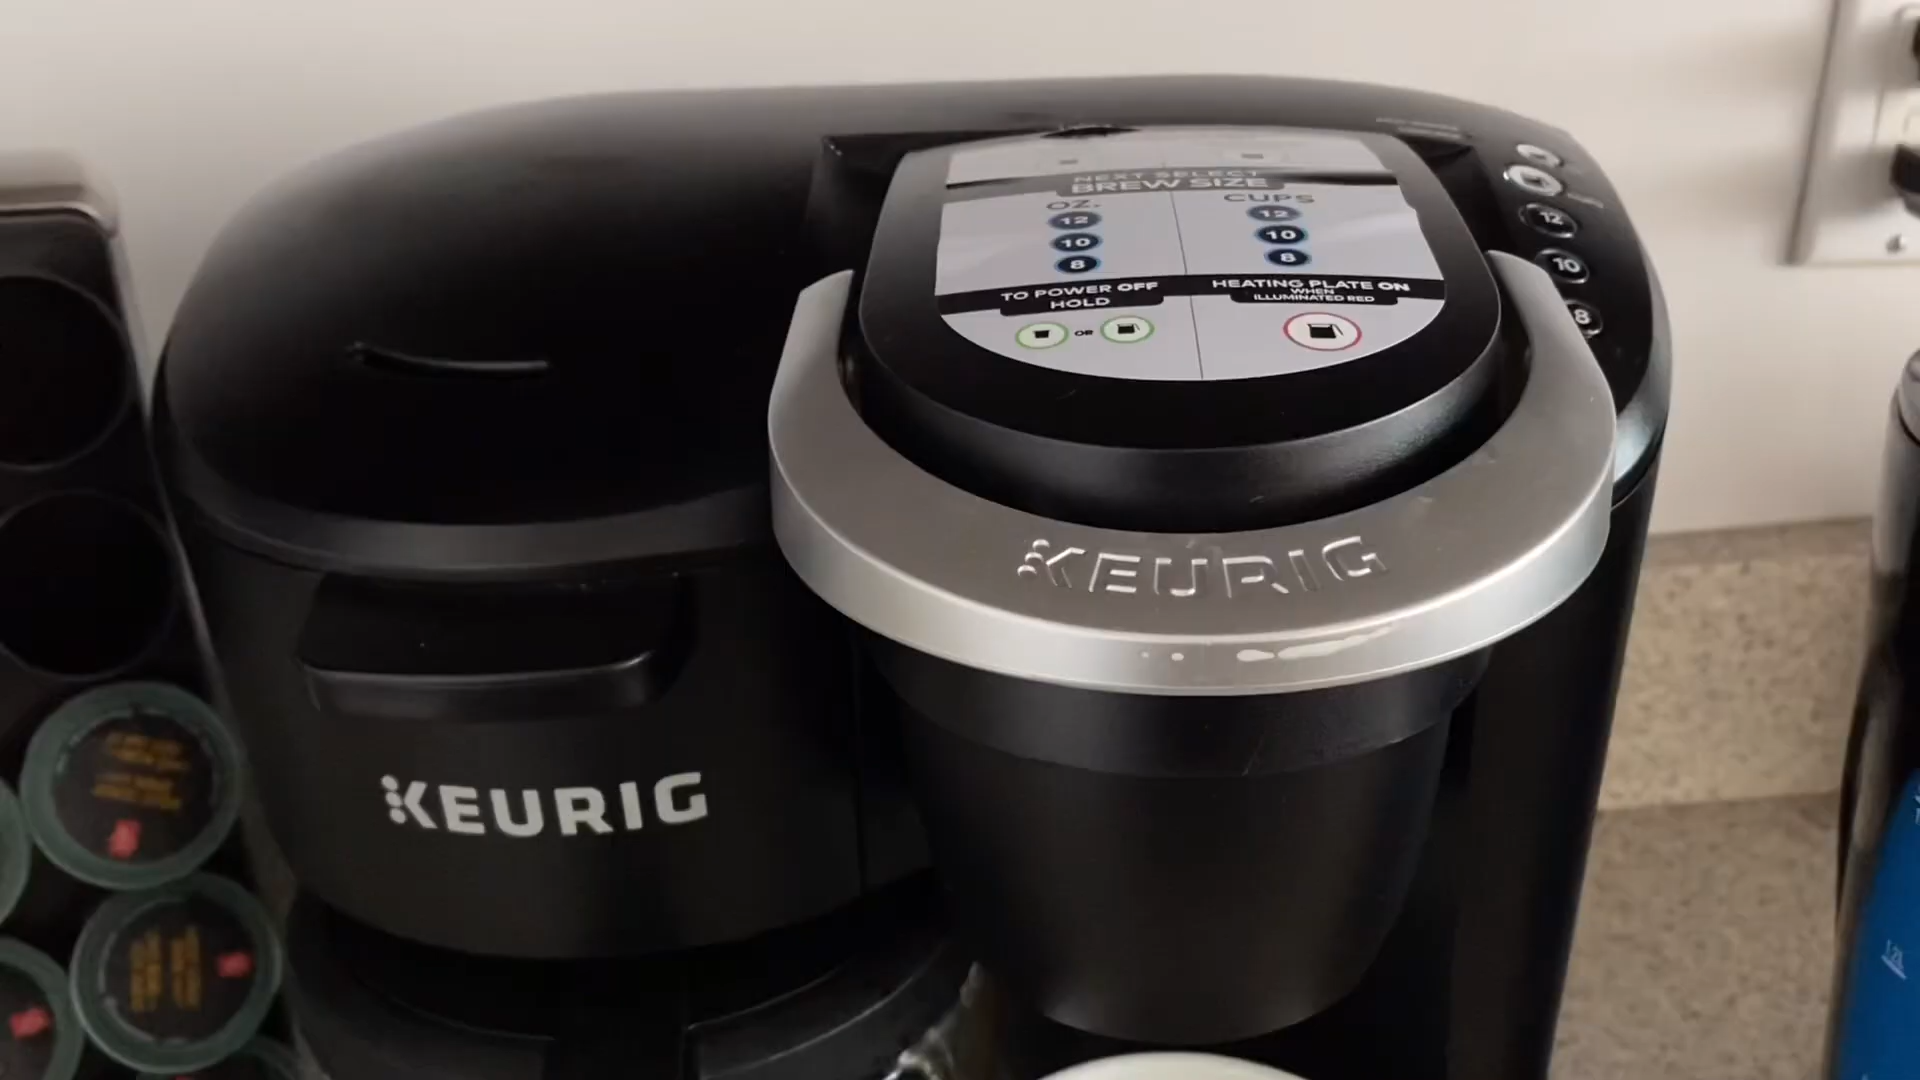 NEXT SELECT
BREW SIZE
OZ. CUPS
12 12
10 10
8 8
TO POWER OFF
HOLD
OR
HEATING PLATE ON
WHEN
ILLUMINATED RED
12
10
8
KEURIG
KEURIG